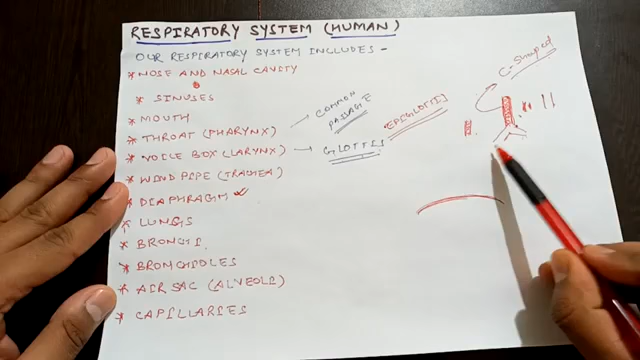 RESPIRATORY SYSTEM (HUMAN)
OUR RESPIRATORY SYSTEM INCLUDES -
* NOSE AND NASAL CAVITY
* SINUSES
* MOUTH
* THROAT (PHARYNX)
COMMON PASSAGE
* VOICE BOX (LARYNX)
GLOTTIS
EPIGLOTTIS
* WIND PIPE (TRACHEA)
* DIAPHRAGM
* LUNGS
* BRONCHI
* BRONCHIOLES
* AIR SAC (ALVEOLI)
* CAPILLARIES
C-Shaped